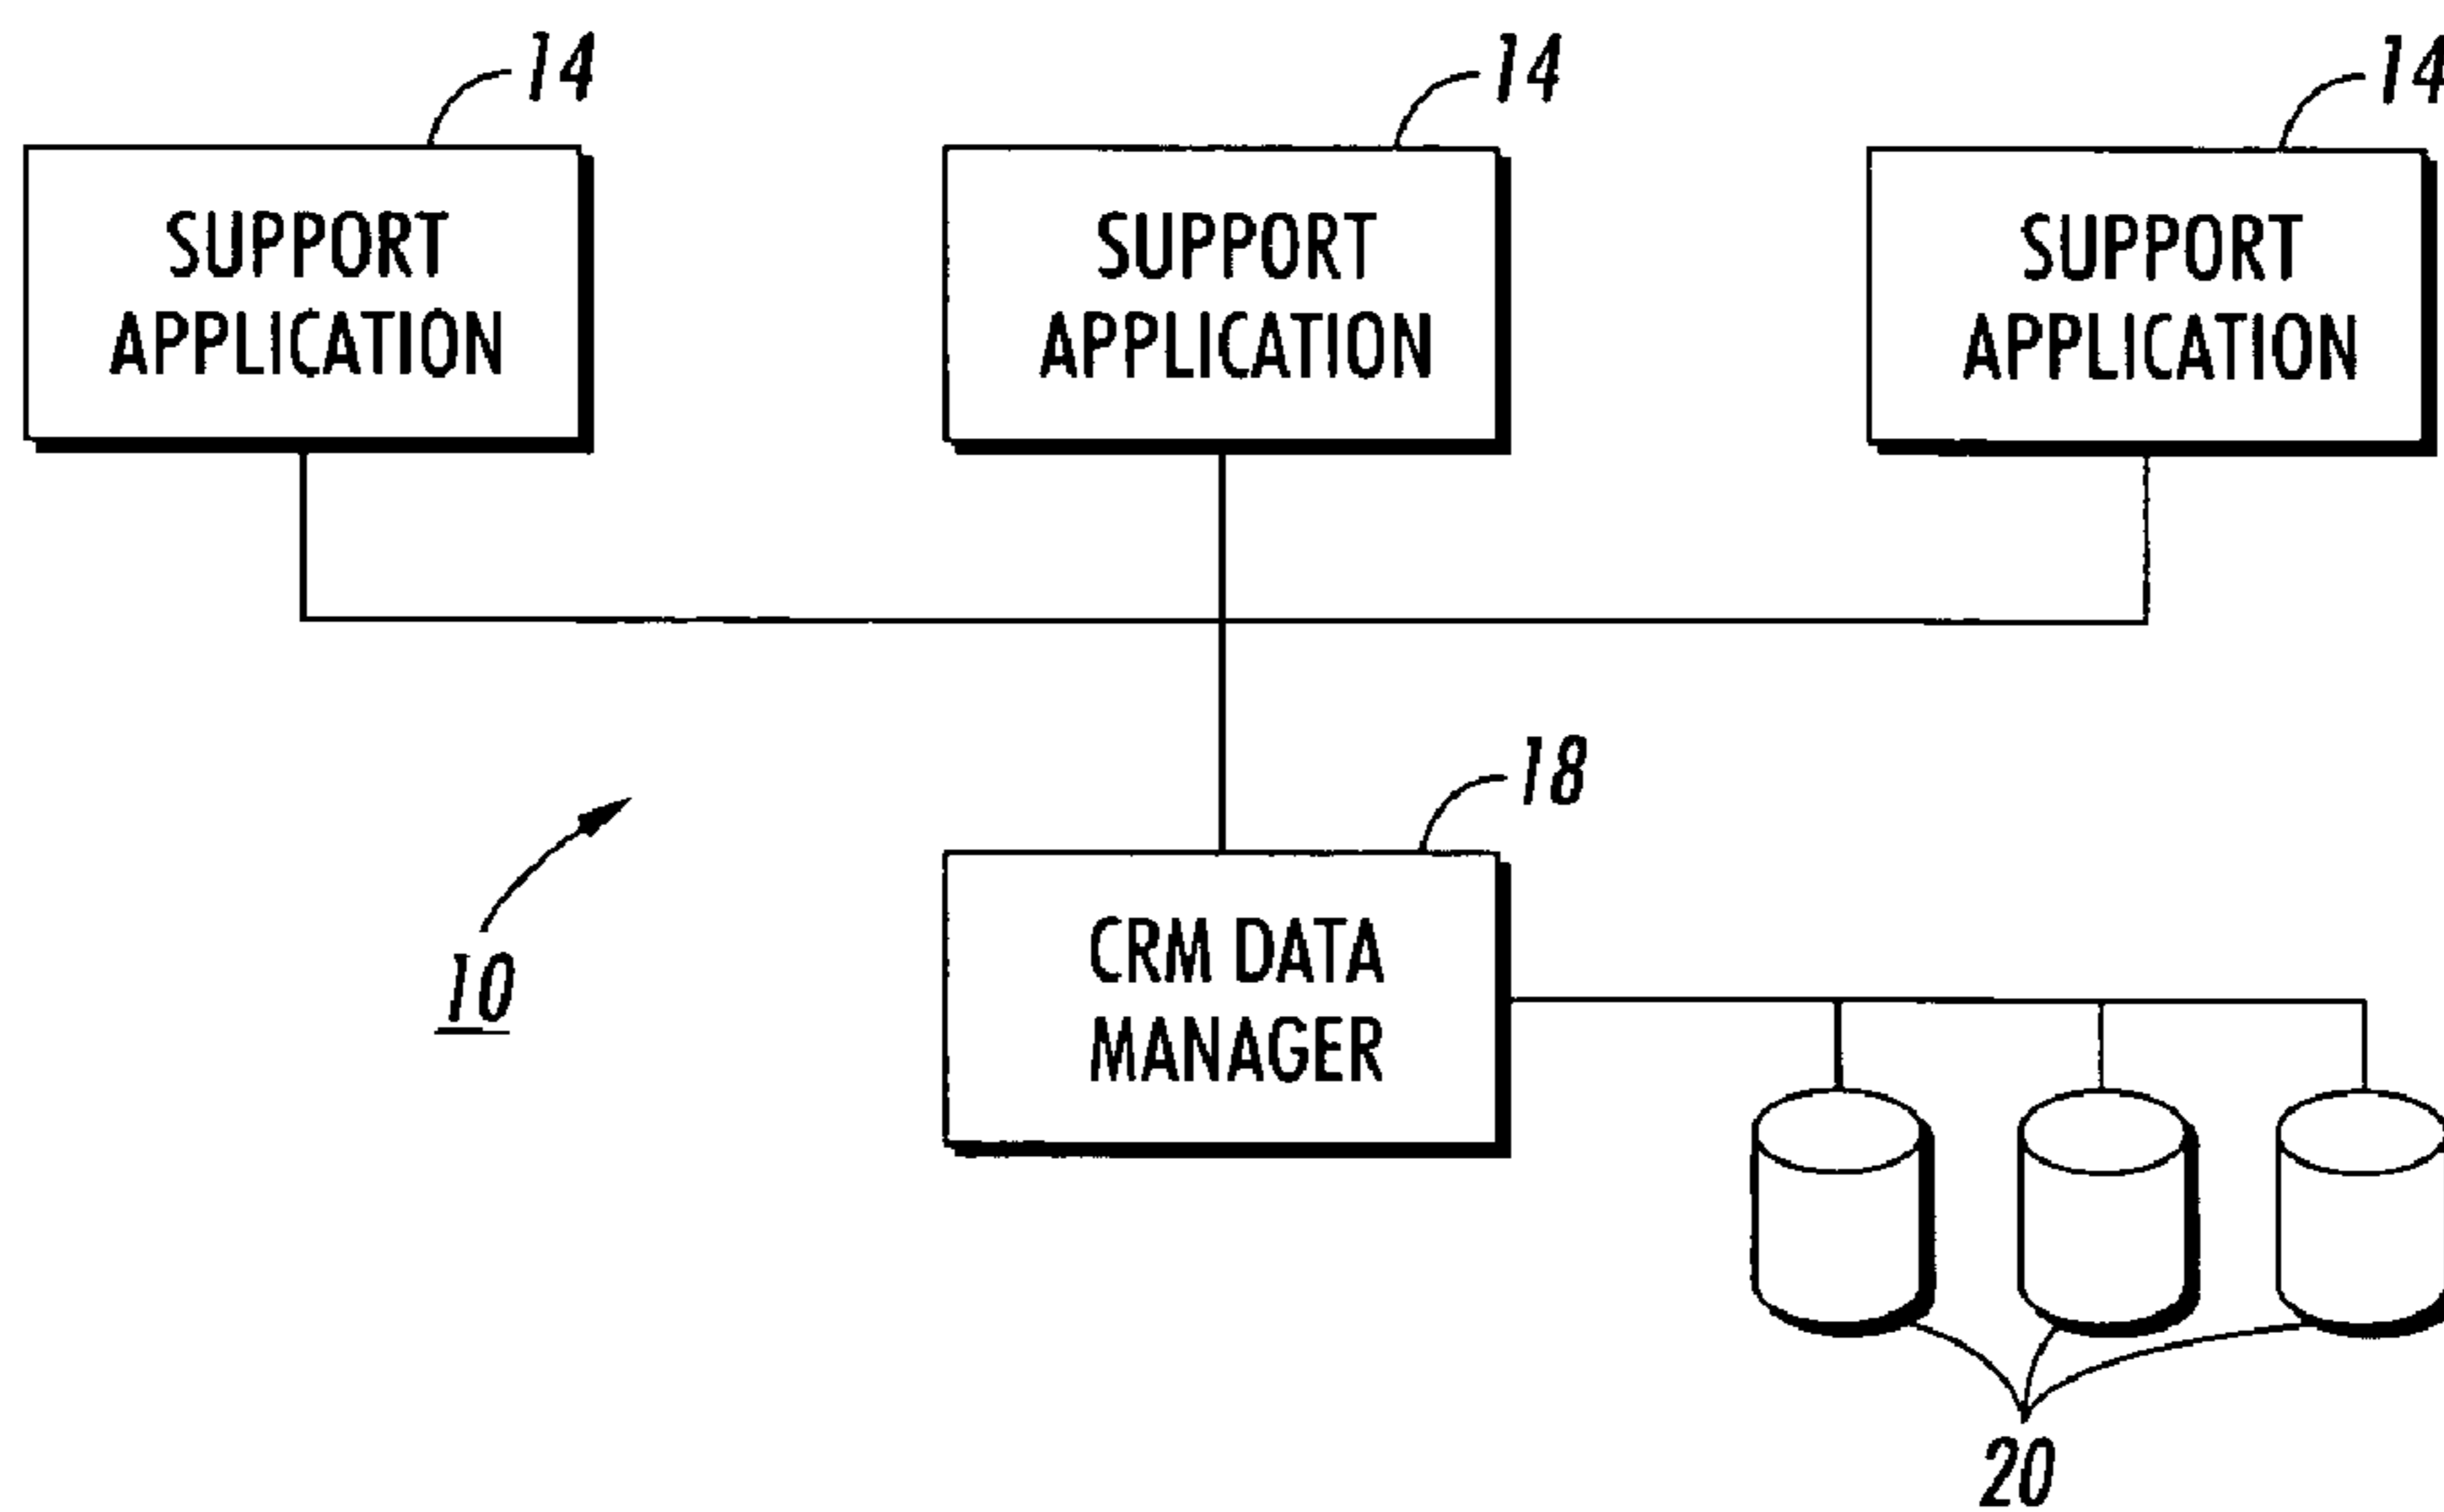 14
14
14
SUPPORT
APPLICATION
SUPPORT
APPLICATION
SUPPORT
APPLICATION
18
CRM DATA
MANAGER
10
20